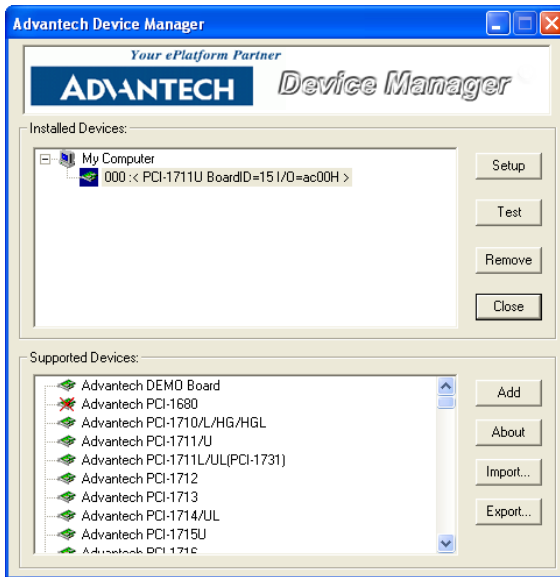 Advantech Device Manager
Your ePlatform Partner
ADVANTECH
Device Manager
Installed Devices:
My Computer
000 :< PCI-1711U BoardID=15 I/O=ac00H >
Setup
Test
Remove
Close
Supported Devices:
Advantech DEMO Board
Advantech PCI-1680
Advantech PCI-1710/L/HG/HGL
Advantech PCI-1711/U
Advantech PCI-1711L/UL(PCI-1731)
Advantech PCI-1712
Advantech PCI-1713
Advantech PCI-1714/UL
Advantech PCI-1715U
Advantech PCI-1716
Add
About
Import...
Export...